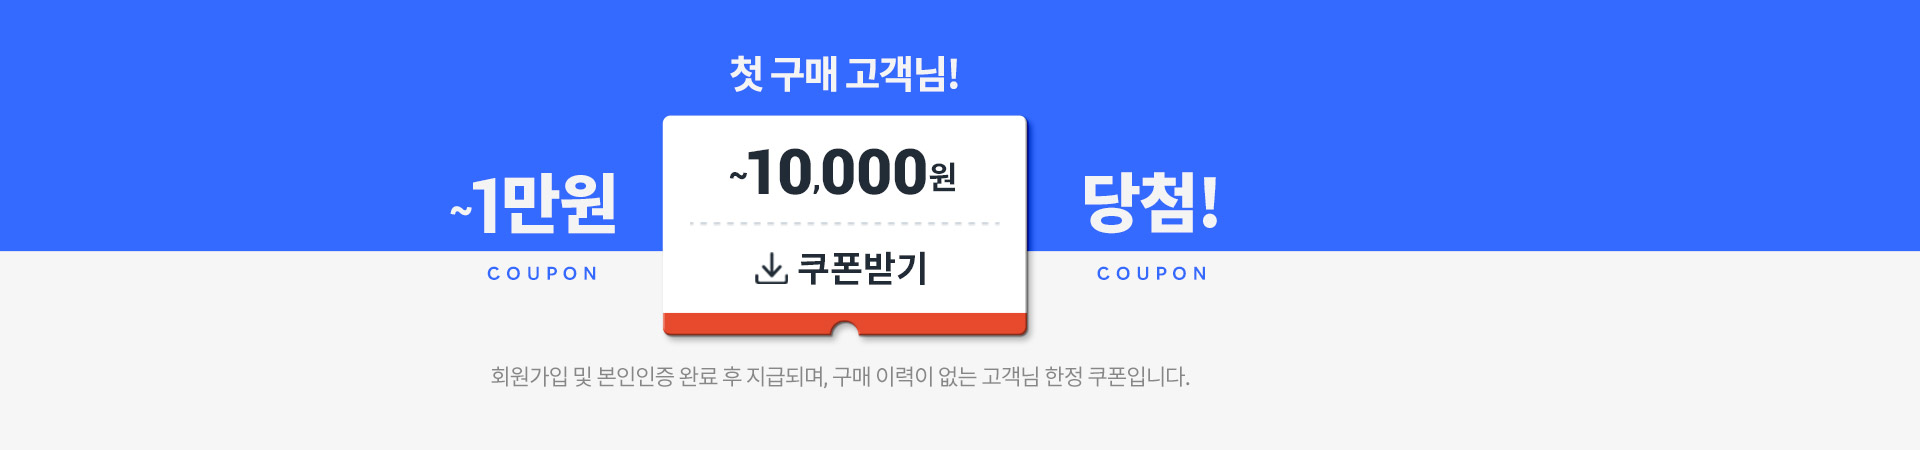 첫 구매 고객님!
~10,000원
~1만원
당첨!
쿠폰받기
COUPON
COUPON
회원가입 및 본인인증 완료 후 지급되며, 구매 이력이 없는 고객님 한정 쿠폰입니다.